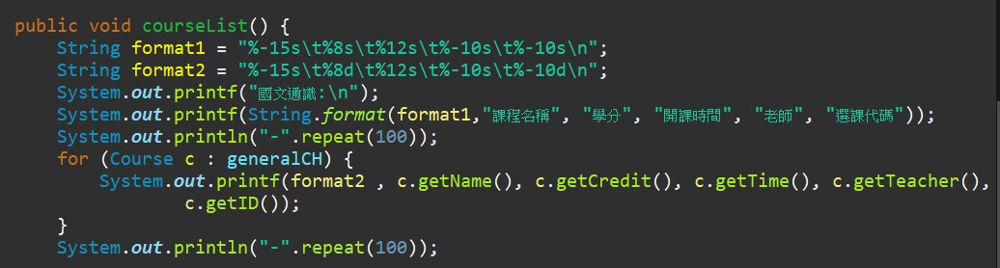 public void courseList() {
    String format1 = "%-15s\t%8s\t%12s\t%-10s\t%-10s\n";
    String format2 = "%-15s\t%8d\t%12s\t%-10s\t%-10d\n";
    System.out.printf("國文通識:\n");
    System.out.printf(String.format(format1,"課程名稱", "學分", "開課時間", "老師", "選課代碼"));
    System.out.println("-".repeat(100));
    for (Course c : generalCH) {
        System.out.printf(format2 , c.getName(), c.getCredit(), c.getTime(), c.getTeacher(),
                c.getID());
    }
    System.out.println("-".repeat(100));